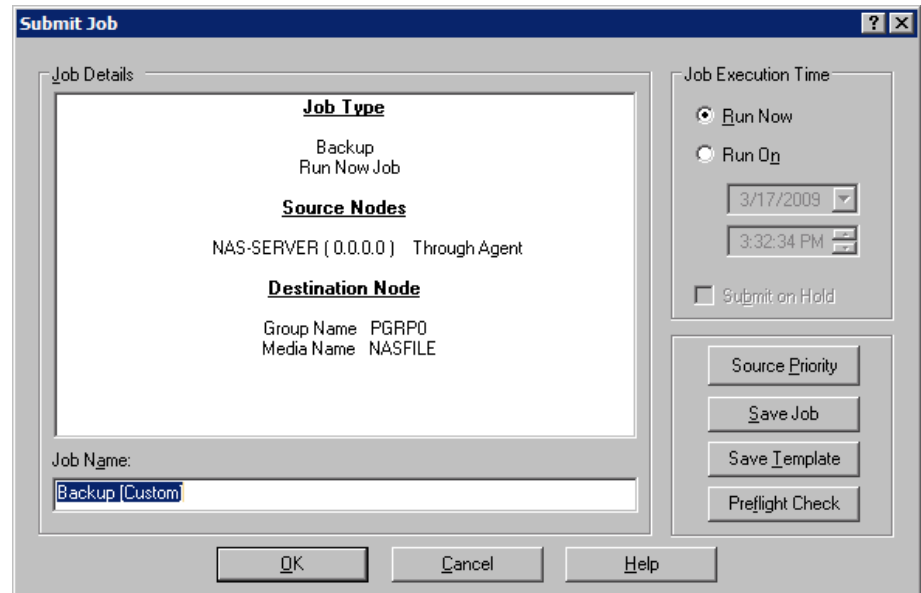 Submit Job
Job Details
Job Type
Backup
Run Now Job
Source Nodes
NAS-SERVER ( 0.0.0.0 ) Through Agent
Destination Node
Group Name PGRP0
Media Name NASFILE
Job Name:
Backup [Custom]
Job Execution Time
Run Now
Run On
3/17/2009
3:32:34 PM
Submit on Hold
Source Priority
Save Job
Save Template
Preflight Check
OK
Cancel
Help